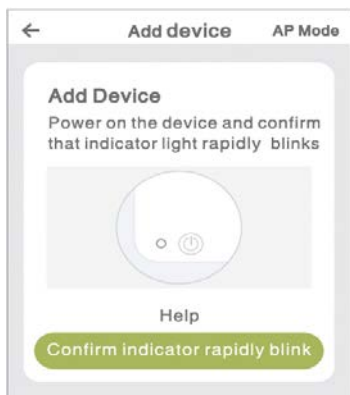 Add device AP Mode
Add Device
Power on the device and confirm
that indicator light rapidly blinks
Help
Confirm indicator rapidly blink